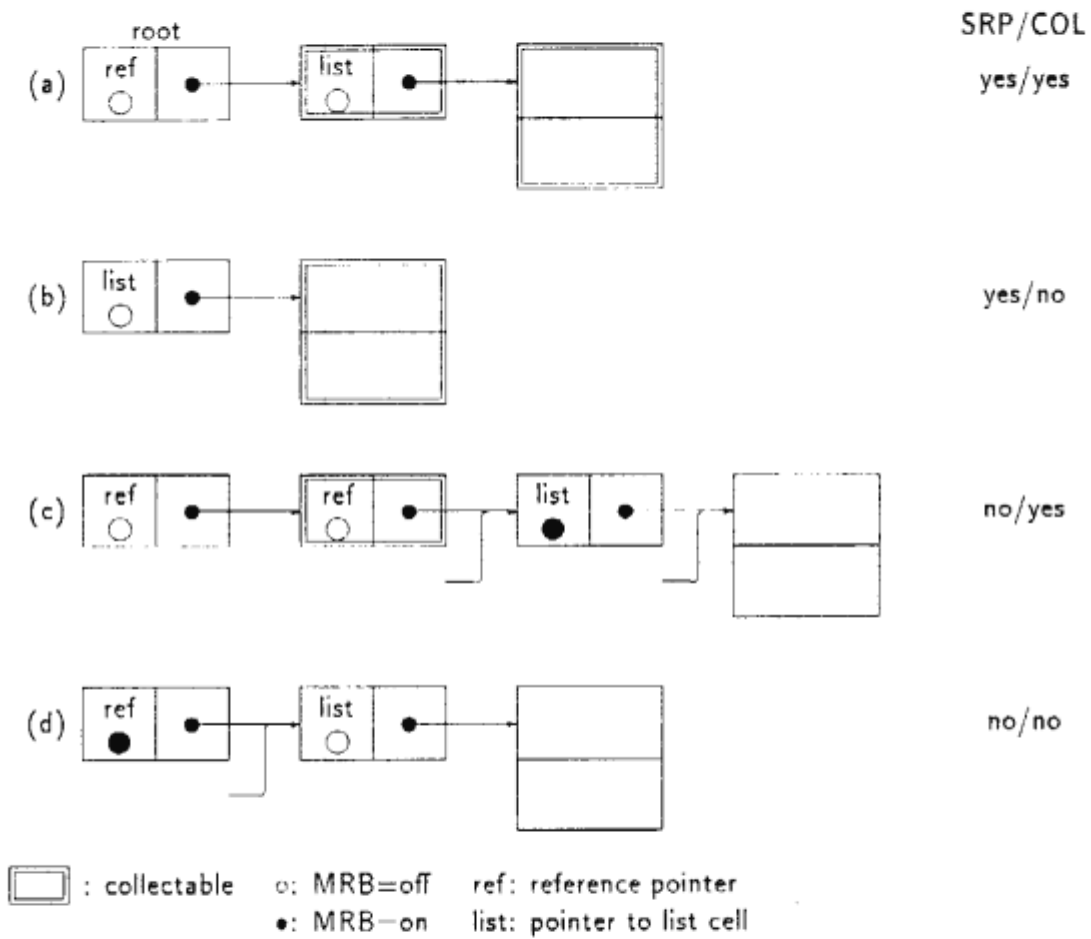 root
SRP/COL
(a) ref list yes/yes
(b) list yes/no
(c) ref ref list no/yes
(d) ref list no/no
: collectable ○: MRB=off ref: reference pointer
●: MRB-on list: pointer to list cell